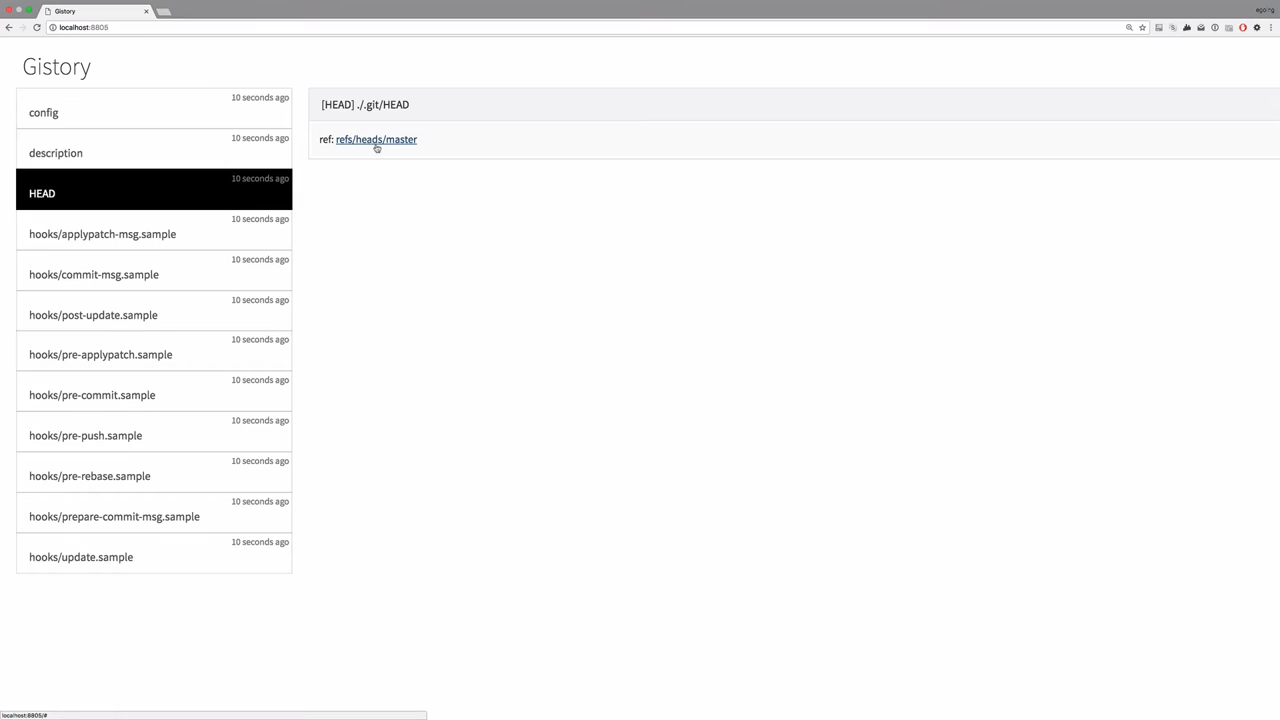 Gistory
egoing
localhost:8805
Gistory
10 seconds ago
config
10 seconds ago
description
10 seconds ago
HEAD
10 seconds ago
hooks/applypatch-msg.sample
10 seconds ago
hooks/commit-msg.sample
10 seconds ago
hooks/post-update.sample
10 seconds ago
hooks/pre-applypatch.sample
10 seconds ago
hooks/pre-commit.sample
10 seconds ago
hooks/pre-push.sample
10 seconds ago
hooks/pre-rebase.sample
10 seconds ago
hooks/prepare-commit-msg.sample
10 seconds ago
hooks/update.sample
[HEAD] ./.git/HEAD
ref: refs/heads/master
localhost:8805/#